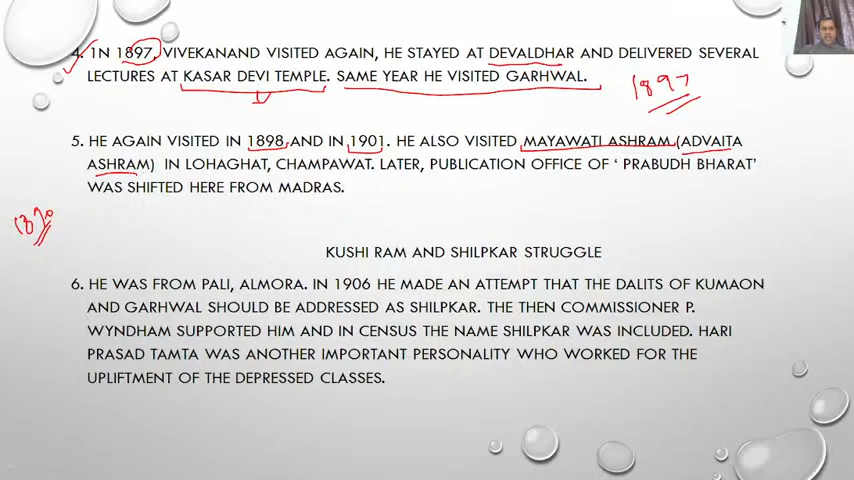 4. IN 1897, VIVEKANAND VISITED AGAIN, HE STAYED AT DEVALDHAR AND DELIVERED SEVERAL
LECTURES AT KASAR DEVI TEMPLE. SAME YEAR HE VISITED GARHWAL.
1897
5. HE AGAIN VISITED IN 1898 AND IN 1901. HE ALSO VISITED MAYAWATI ASHRAM (ADVAITA
ASHRAM) IN LOHAGHAT, CHAMPAWAT. LATER, PUBLICATION OFFICE OF ' PRABUDH BHARAT'
WAS SHIFTED HERE FROM MADRAS.
1890
KUSHI RAM AND SHILPKAR STRUGGLE
6. HE WAS FROM PALI, ALMORA. IN 1906 HE MADE AN ATTEMPT THAT THE DALITS OF KUMAON
AND GARHWAL SHOULD BE ADDRESSED AS SHILPKAR. THE THEN COMMISSIONER P.
WYNDHAM SUPPORTED HIM AND IN CENSUS THE NAME SHILPKAR WAS INCLUDED. HARI
PRASAD TAMTA WAS ANOTHER IMPORTANT PERSONALITY WHO WORKED FOR THE
UPLIFTMENT OF THE DEPRESSED CLASSES.